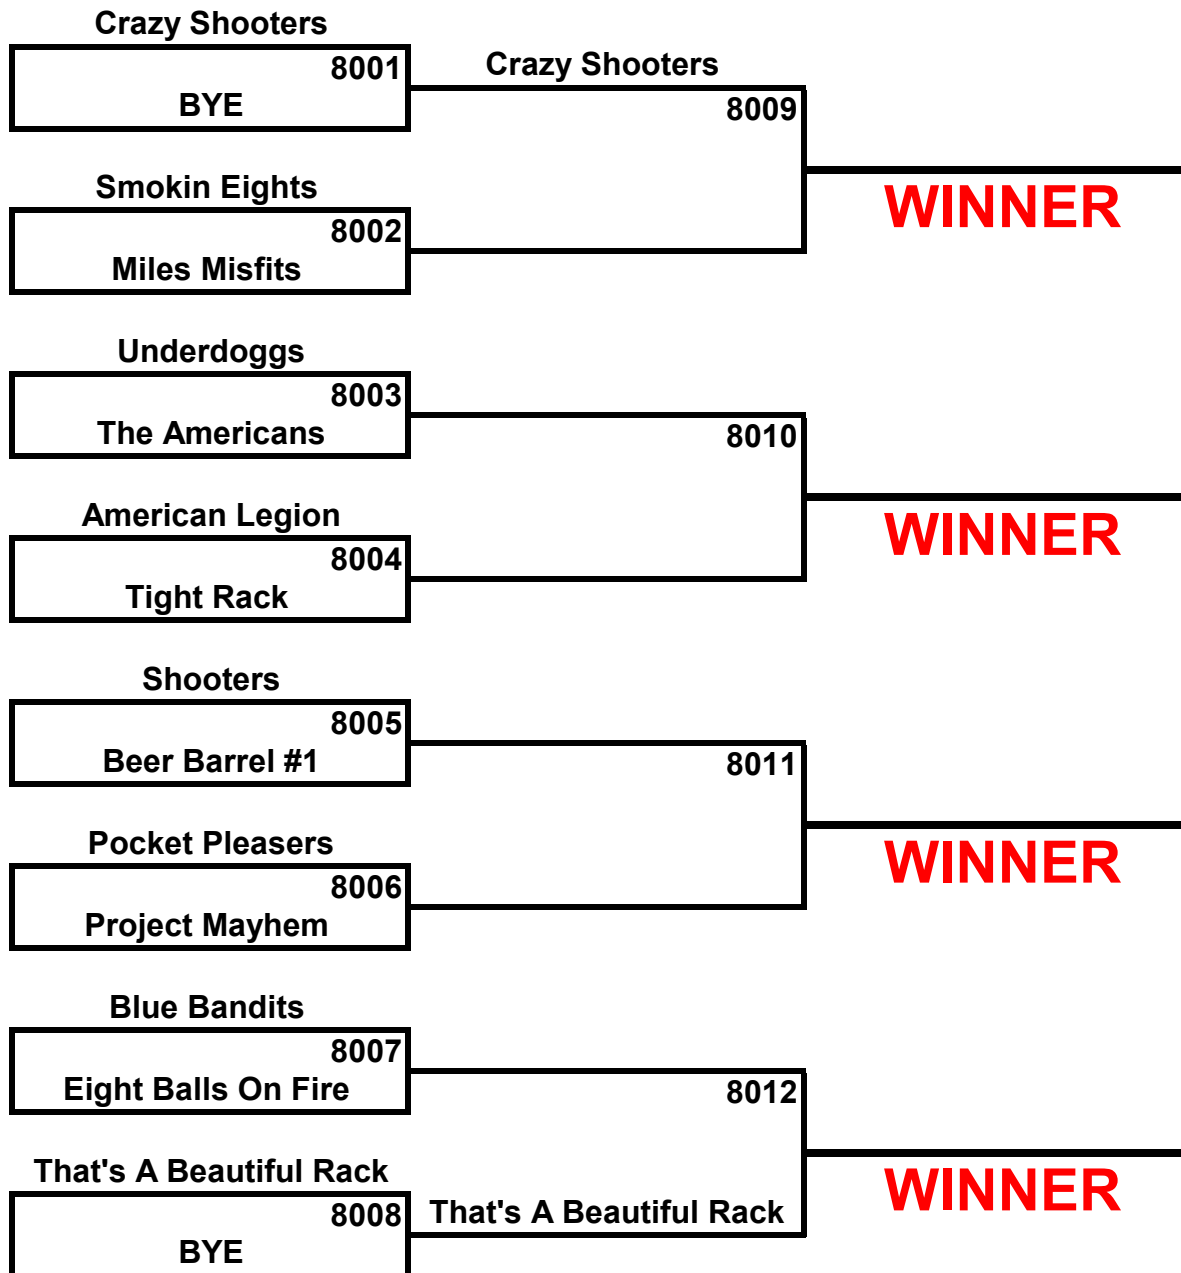 Crazy Shooters
8001
BYE
Crazy Shooters
8009
WINNER
Smokin Eights
8002
Miles Misfits
Underdoggs
8003
The Americans
8010
WINNER
American Legion
8004
Tight Rack
Shooters
8005
Beer Barrel #1
8011
WINNER
Pocket Pleasers
8006
Project Mayhem
Blue Bandits
8007
Eight Balls On Fire
8012
WINNER
That's A Beautiful Rack
8008
BYE
That's A Beautiful Rack